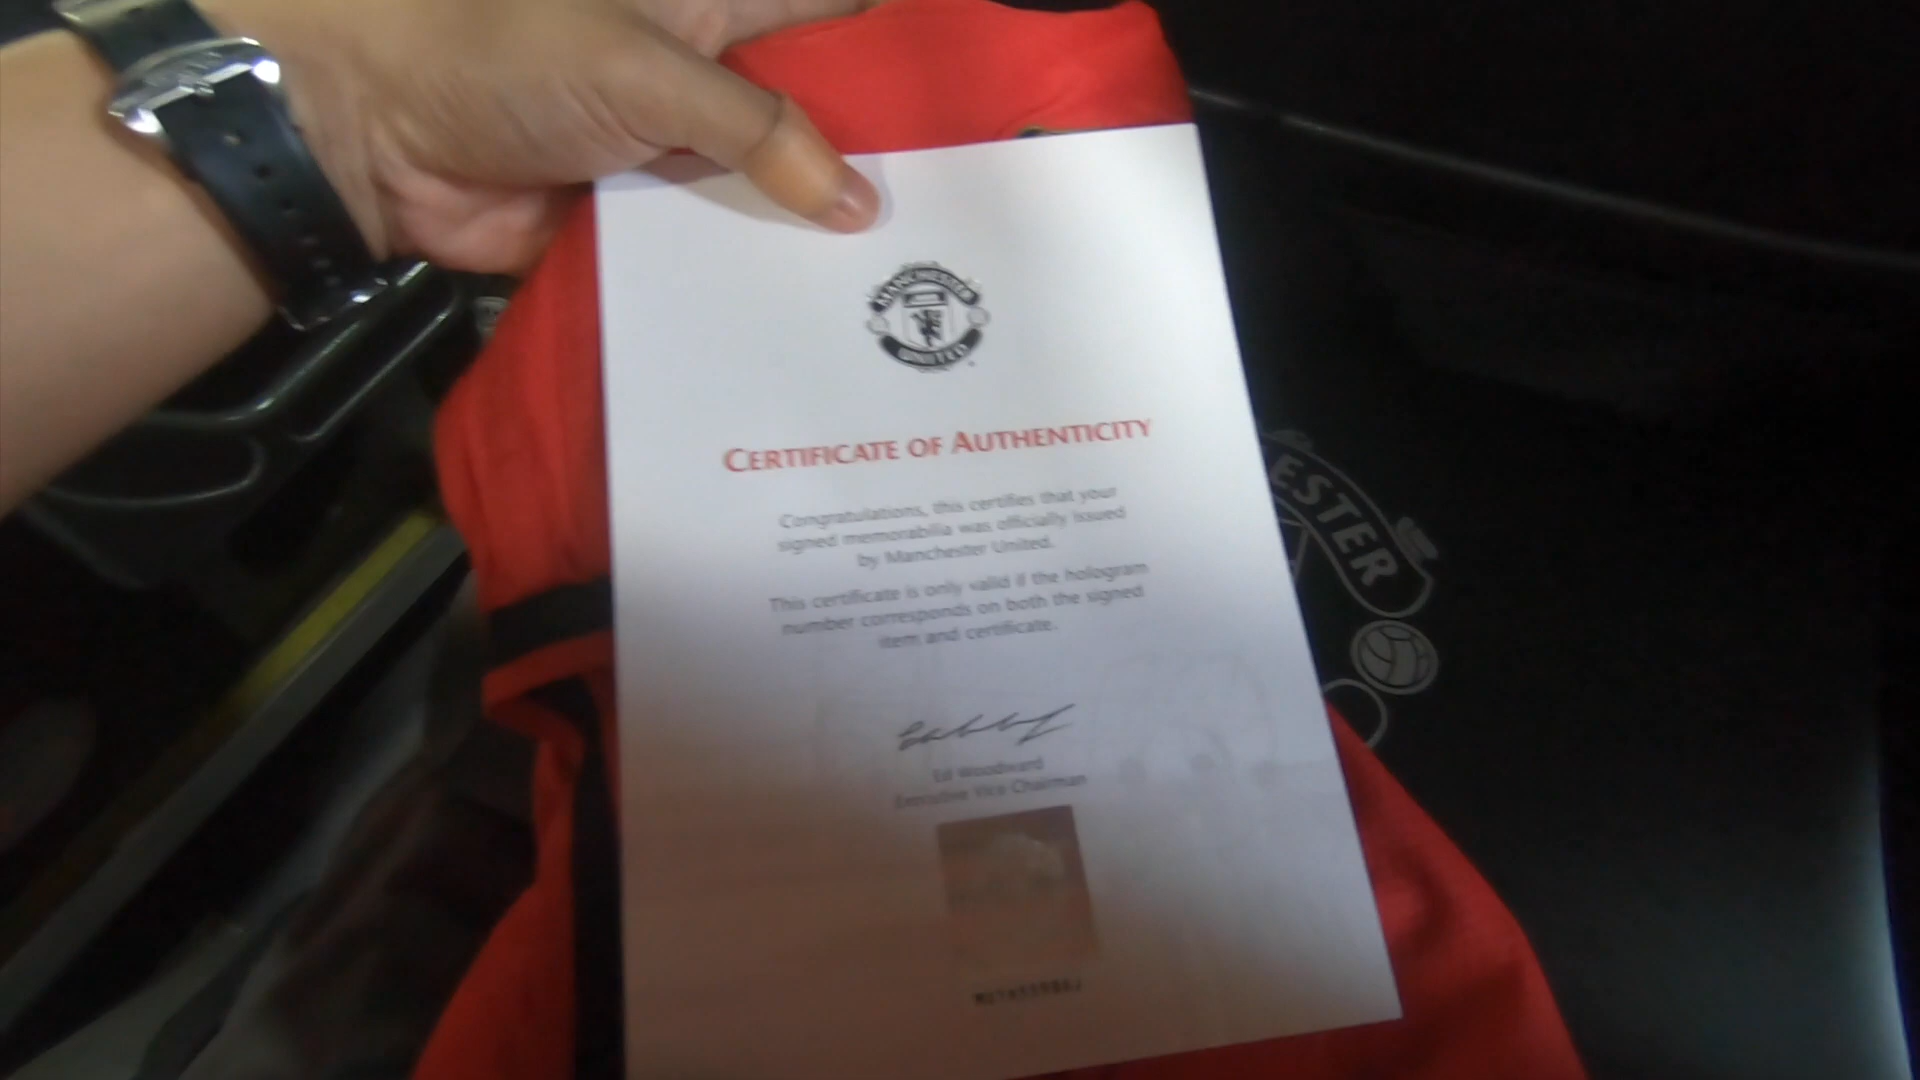 MANCHESTER
UNITED
CERTIFICATE OF AUTHENTICITY
Congratulations, this certifies that your
signed memorabilia was officially issued
by Manchester United.
This certificate is only valid if the hologram
number corresponds on both the signed
item and certificate.
Ed Woodward
Executive Vice Chairman
ESTER